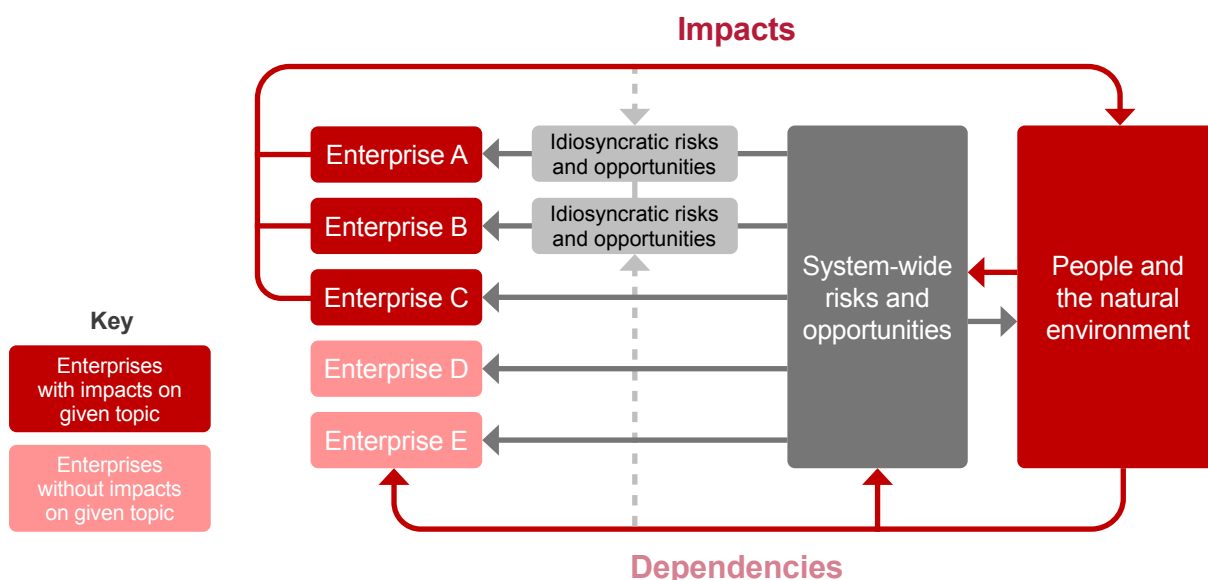 Impacts
Enterprise A
Idiosyncratic risks
and opportunities
Enterprise B
Idiosyncratic risks
and opportunities
Enterprise C
Enterprise D
Enterprise E
System-wide
risks and
opportunities
People and
the natural
environment
Key
Enterprises
with impacts on
given topic
Enterprises
without impacts
on given topic
Dependencies